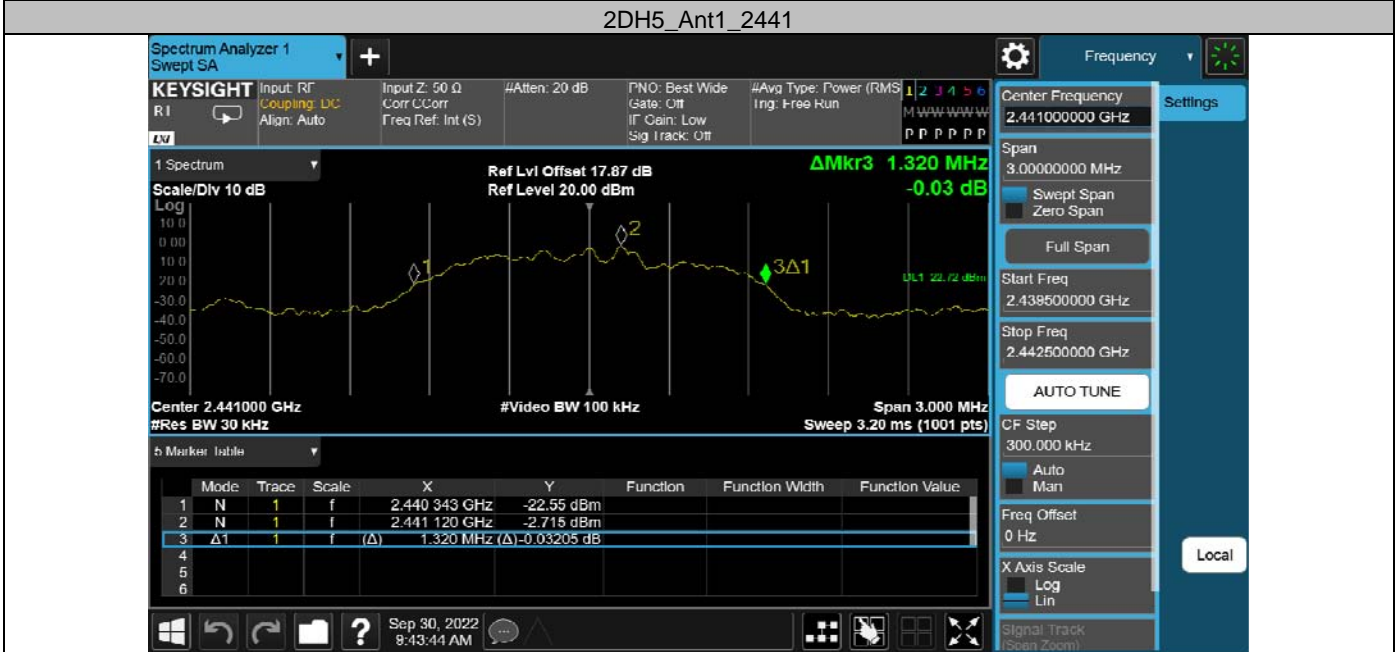 2DH5_Ant1_2441
Spectrum Analyzer 1
Swept SA
+
Frequency
KEYSIGHT
Input: RF
Coupling: DC
Align: Auto
Input Z: 50 Ω
Corr CCorr
Freq Ref: Int (S)
#Atten: 20 dB
PNO: Best Wide
Gate: Off
IF Gain: Low
Sig Track: Off
#Avg Type: Power (RMS
Trig: Free Run
1 2 3 4 5 6
M W W W W W
P P P P P P
LXI
1 Spectrum
Scale/Div 10 dB
Log
Ref Lvl Offset 17.87 dB
Ref Level 20.00 dBm
ΔMkr3 1.320 MHz
-0.03 dB
10.0
0.00
10.0
20.0
-30.0
-40.0
-50.0
-60.0
-70.0
1
2
3Δ1
DL1 22.72 dBm
Center 2.441000 GHz
#Res BW 30 kHz
#Video BW 100 kHz
Span 3.000 MHz
Sweep 3.20 ms (1001 pts)
5 Marker Table
Mode Trace Scale X Y Function Function Width Function Value
1 N 1 f 2.440 343 GHz -22.55 dBm
2 N 1 f 2.441 120 GHz -2.715 dBm
3 Δ1 1 f (Δ) 1.320 MHz (Δ) -0.03205 dB
4
5
6
Center Frequency
2.441000000 GHz
Settings
Span
3.00000000 MHz
Swept Span
Zero Span
Full Span
Start Freq
2.439500000 GHz
Stop Freq
2.442500000 GHz
AUTO TUNE
CF Step
300.000 kHz
Auto
Man
Freq Offset
0 Hz
Local
X Axis Scale
Log
Lin
Signal Track
(Span Zoom)
?
Sep 30, 2022
9:43:44 AM